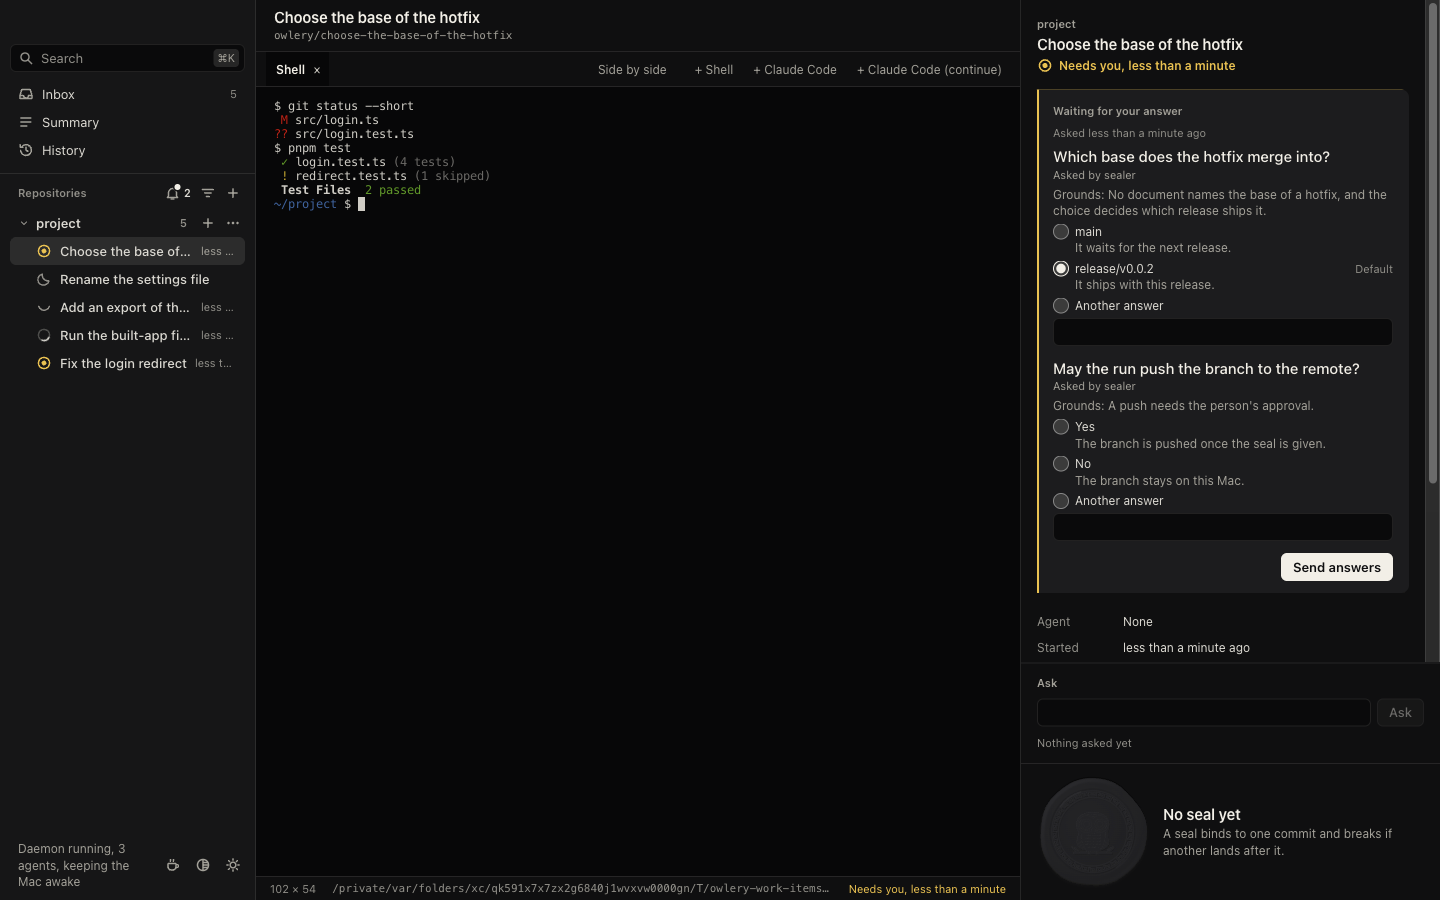 Search
⌘K
Inbox
5
Summary
History
Repositories
2
project
5
Choose the base of... less ...
Rename the settings file
Add an export of th... less ...
Run the built-app fi... less ...
Fix the login redirect less t...
Daemon running, 3
agents, keeping the
Mac awake
Choose the base of the hotfix
owlery/choose-the-base-of-the-hotfix
Shell ×
Side by side
+ Shell
+ Claude Code
+ Claude Code (continue)
$ git status --short
M src/login.ts
?? src/login.test.ts
$ pnpm test
✓ login.test.ts (4 tests)
! redirect.test.ts (1 skipped)
Test Files 2 passed
~/project $
102 × 54
/private/var/folders/xc/qk591x7x7zx2g6840j1wvxvw0000gn/T/owlery-work-items…
Needs you, less than a minute
project
Choose the base of the hotfix
Needs you, less than a minute
Waiting for your answer
Asked less than a minute ago
Which base does the hotfix merge into?
Asked by sealer
Grounds: No document names the base of a hotfix, and the
choice decides which release ships it.
main
It waits for the next release.
release/v0.0.2
Default
It ships with this release.
Another answer
May the run push the branch to the remote?
Asked by sealer
Grounds: A push needs the person's approval.
Yes
The branch is pushed once the seal is given.
No
The branch stays on this Mac.
Another answer
Send answers
Agent None
Started less than a minute ago
Ask
Ask
Nothing asked yet
No seal yet
A seal binds to one commit and breaks if
another lands after it.